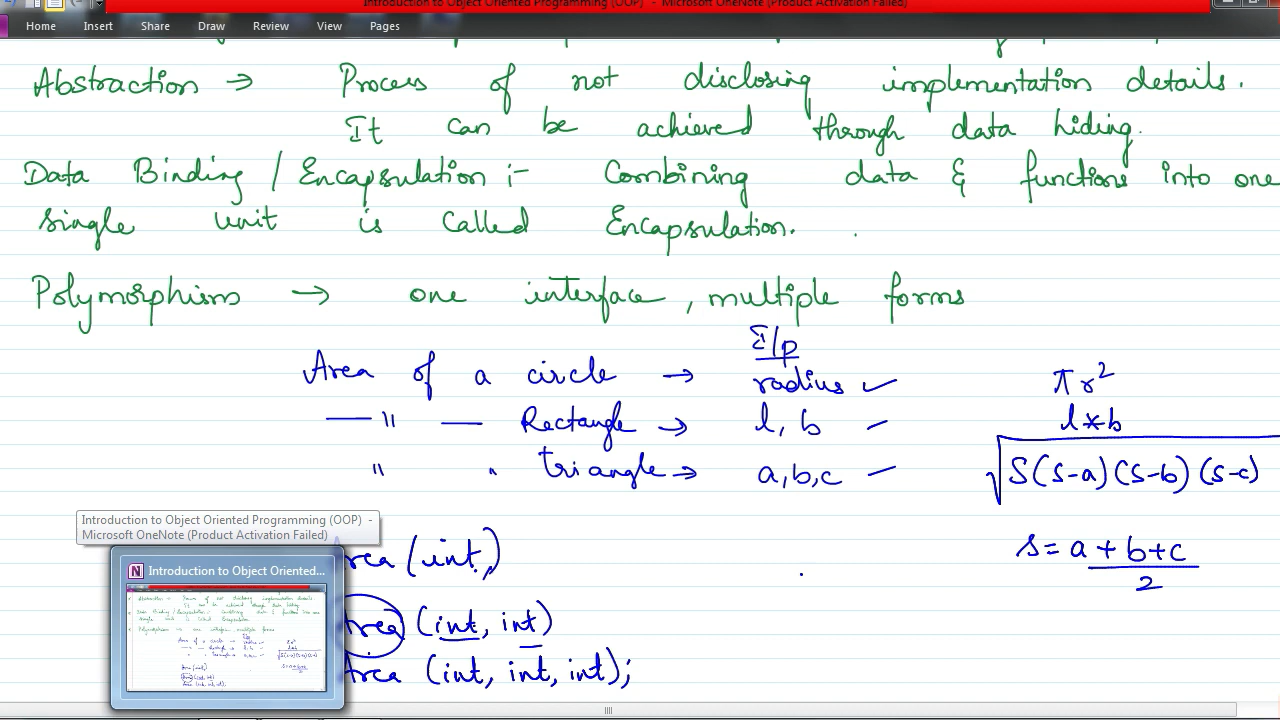 Introduction to Object Oriented Programming (OOP) - Microsoft OneNote (Product Activation Failed)
Home Insert Share Draw Review View Pages
Abstraction → Process of not disclosing implementation details.
It can be achieved through data hiding.
Data Binding / Encapsulation :- Combining data & functions into one
single unit is called Encapsulation.
Polymorphism → one interface, multiple forms
I/p
Area of a circle → radius ✓ πr²
— " — Rectangle → l, b l*b
" " triangle → a,b,c √S(s-a)(s-b)(s-c)
Introduction to Object Oriented Programming (OOP) -
Microsoft OneNote (Product Activation Failed)
s = a+b+c
2
Area (int,)
Introduction to Object Oriented...
Area (int, int)
Area (int, int, int);